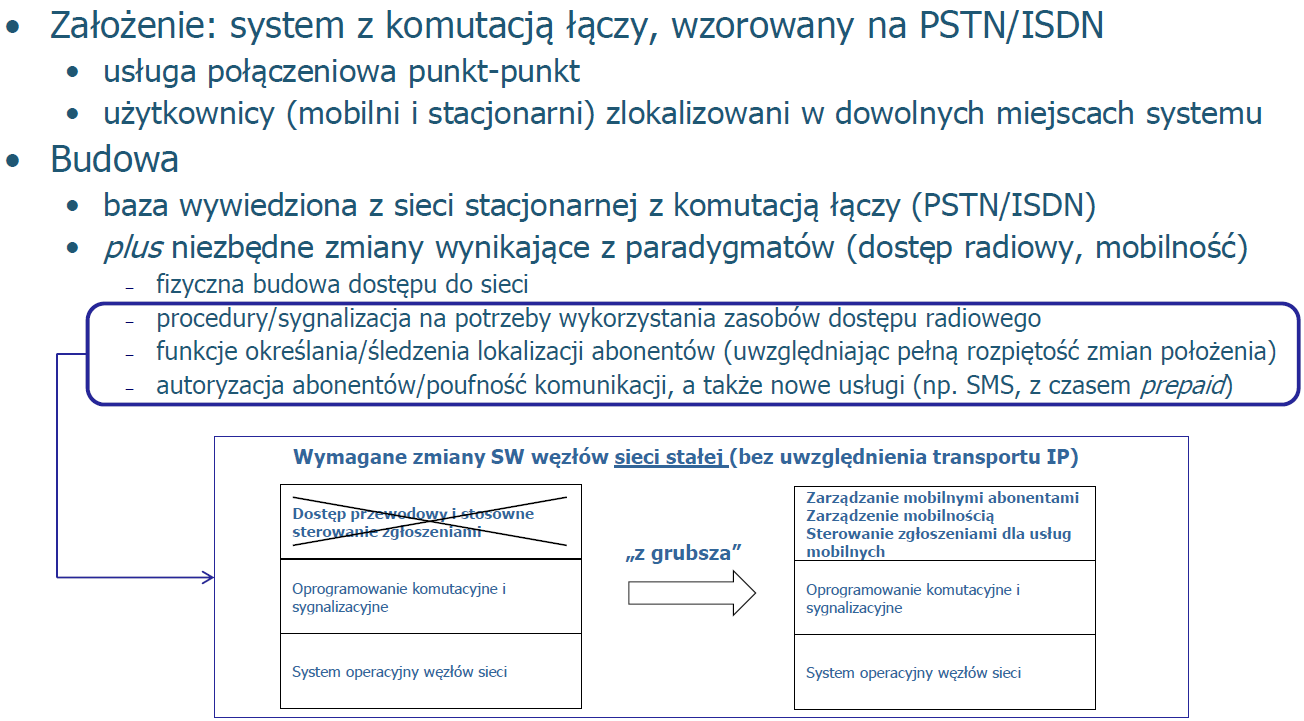 • Założenie: system z komutacją łączy, wzorowany na PSTN/ISDN
• usługa połączeniowa punkt-punkt
• użytkownicy (mobilni i stacjonarni) zlokalizowani w dowolnych miejscach systemu
• Budowa
• baza wywiedziona z sieci stacjonarnej z komutacją łączy (PSTN/ISDN)
• plus niezbędne zmiany wynikające z paradygmatów (dostęp radiowy, mobilność)
– fizyczna budowa dostępu do sieci
– procedury/sygnalizacja na potrzeby wykorzystania zasobów dostępu radiowego
– funkcje określania/śledzenia lokalizacji abonentów (uwzględniając pełną rozpiętość zmian położenia)
– autoryzacja abonentów/poufność komunikacji, a także nowe usługi (np. SMS, z czasem prepaid)
Wymagane zmiany SW węzłów sieci stałej (bez uwzględnienia transportu IP)
Dostęp przewodowy i stosowne
sterowanie zgłoszeniami
Oprogramowanie komutacyjne i
sygnalizacyjne
System operacyjny węzłów sieci
„z grubsza”
Zarządzanie mobilnymi abonentami
Zarządzenie mobilnością
Sterowanie zgłoszeniami dla usług
mobilnych
Oprogramowanie komutacyjne i
sygnalizacyjne
System operacyjny węzłów sieci